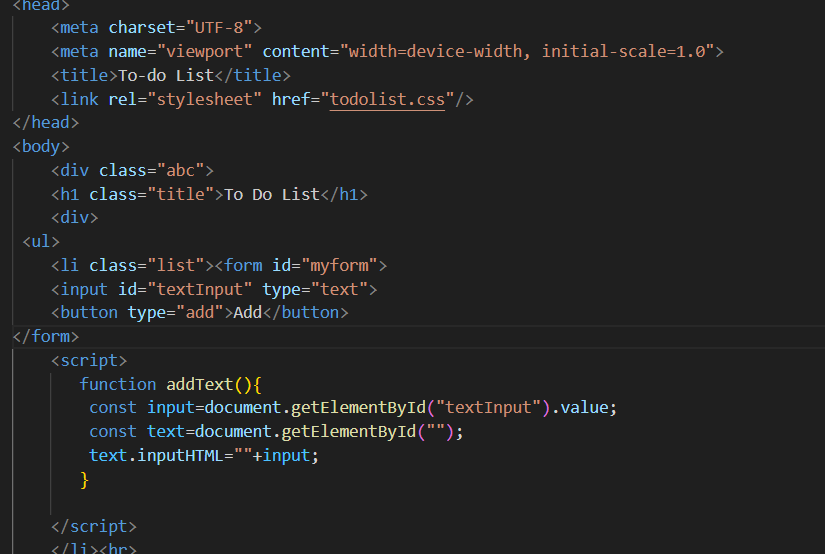 <head>
<meta charset="UTF-8">
<meta name="viewport" content="width=device-width, initial-scale=1.0">
<title>To-do List</title>
<link rel="stylesheet" href="todolist.css"/>
</head>
<body>
<div class="abc">
<h1 class="title">To Do List</h1>
<div>
<ul>
<li class="list"><form id="myform">
<input id="textInput" type="text">
<button type="add">Add</button>
</form>
<script>
function addText(){
const input=document.getElementById("textInput").value;
const text=document.getElementById("");
text.inputHTML=""+input;
}
</script>
</li><hr>